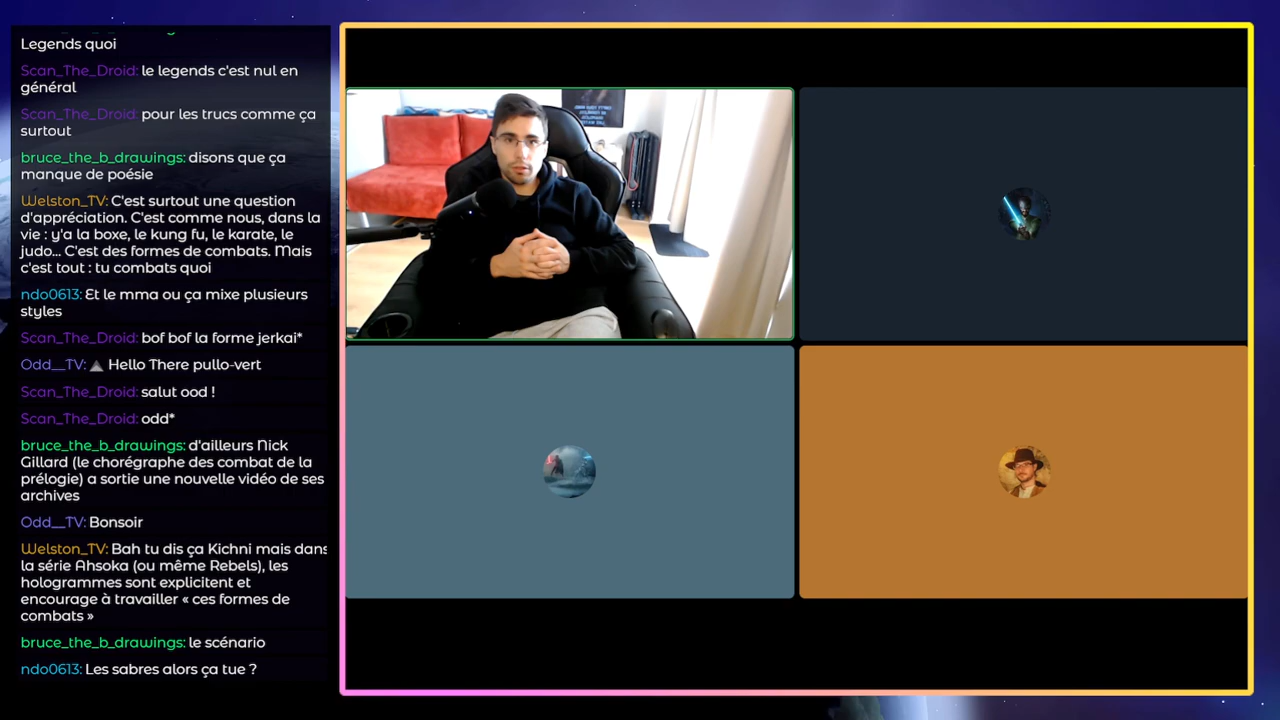 Legends quoi
Scan_The_Droid: le legends c'est nul en
général
Scan_The_Droid: pour les trucs comme ça
surtout
bruce_the_b_drawings: disons que ça
manque de poésie
Welston_TV: C'est surtout une question
d'appréciation. C'est comme nous, dans la
vie : y'a la boxe, le kung fu, le karate, le
judo... C'est des formes de combats. Mais
c'est tout : tu combats quoi
ndo0613: Et le mma ou ça mixe plusieurs
styles
Scan_The_Droid: bof bof la forme jerkai*
Odd__TV: Hello There pullo-vert
Scan_The_Droid: salut ood !
Scan_The_Droid: odd*
bruce_the_b_drawings: d'ailleurs Nick
Gillard (le chorégraphe des combat de la
prélogie) a sortie une nouvelle vidéo de ses
archives
Odd__TV: Bonsoir
Welston_TV: Bah tu dis ça Kichni mais dans
la série Ahsoka (ou même Rebels), les
hologrammes sont explicitent et
encourage à travailler « ces formes de
combats »
bruce_the_b_drawings: le scénario
ndo0613: Les sabres alors ça tue ?